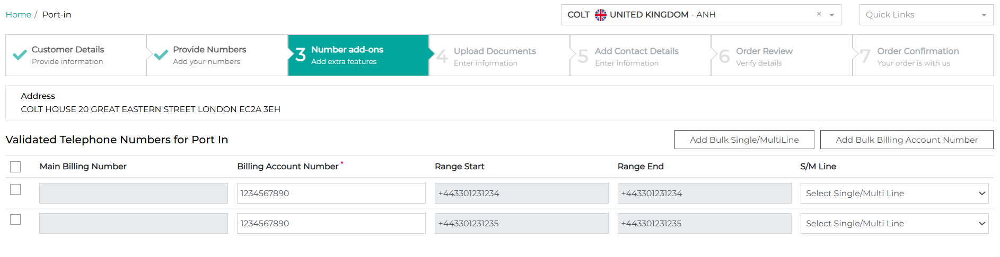 Home / Port-in
COLT UNITED KINGDOM - ANH × Quick Links
Customer Details
Provide information
Provide Numbers
Add your numbers
3 Number add-ons
Add extra features
4 Upload Documents
Enter information
5 Add Contact Details
Enter information
6 Order Review
Verify details
7 Order Confirmation
Your order is with us
Address
COLT HOUSE 20 GREAT EASTERN STREET LONDON EC2A 3EH
Validated Telephone Numbers for Port In
Add Bulk Single/MultiLine Add Bulk Billing Account Number
Main Billing Number Billing Account Number * Range Start Range End S/M Line
1234567890 +443301231234 +443301231234 Select Single/Multi Line
1234567890 +443301231235 +443301231235 Select Single/Multi Line